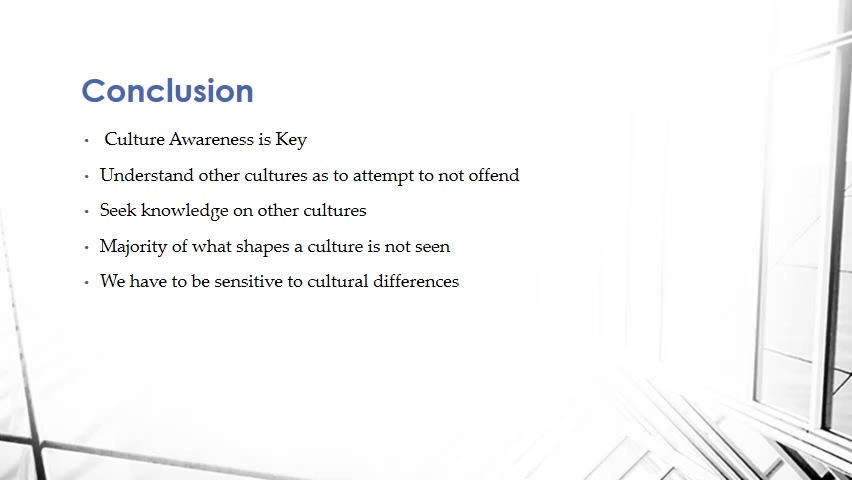 Conclusion
• Culture Awareness is Key
• Understand other cultures as to attempt to not offend
• Seek knowledge on other cultures
• Majority of what shapes a culture is not seen
• We have to be sensitive to cultural differences